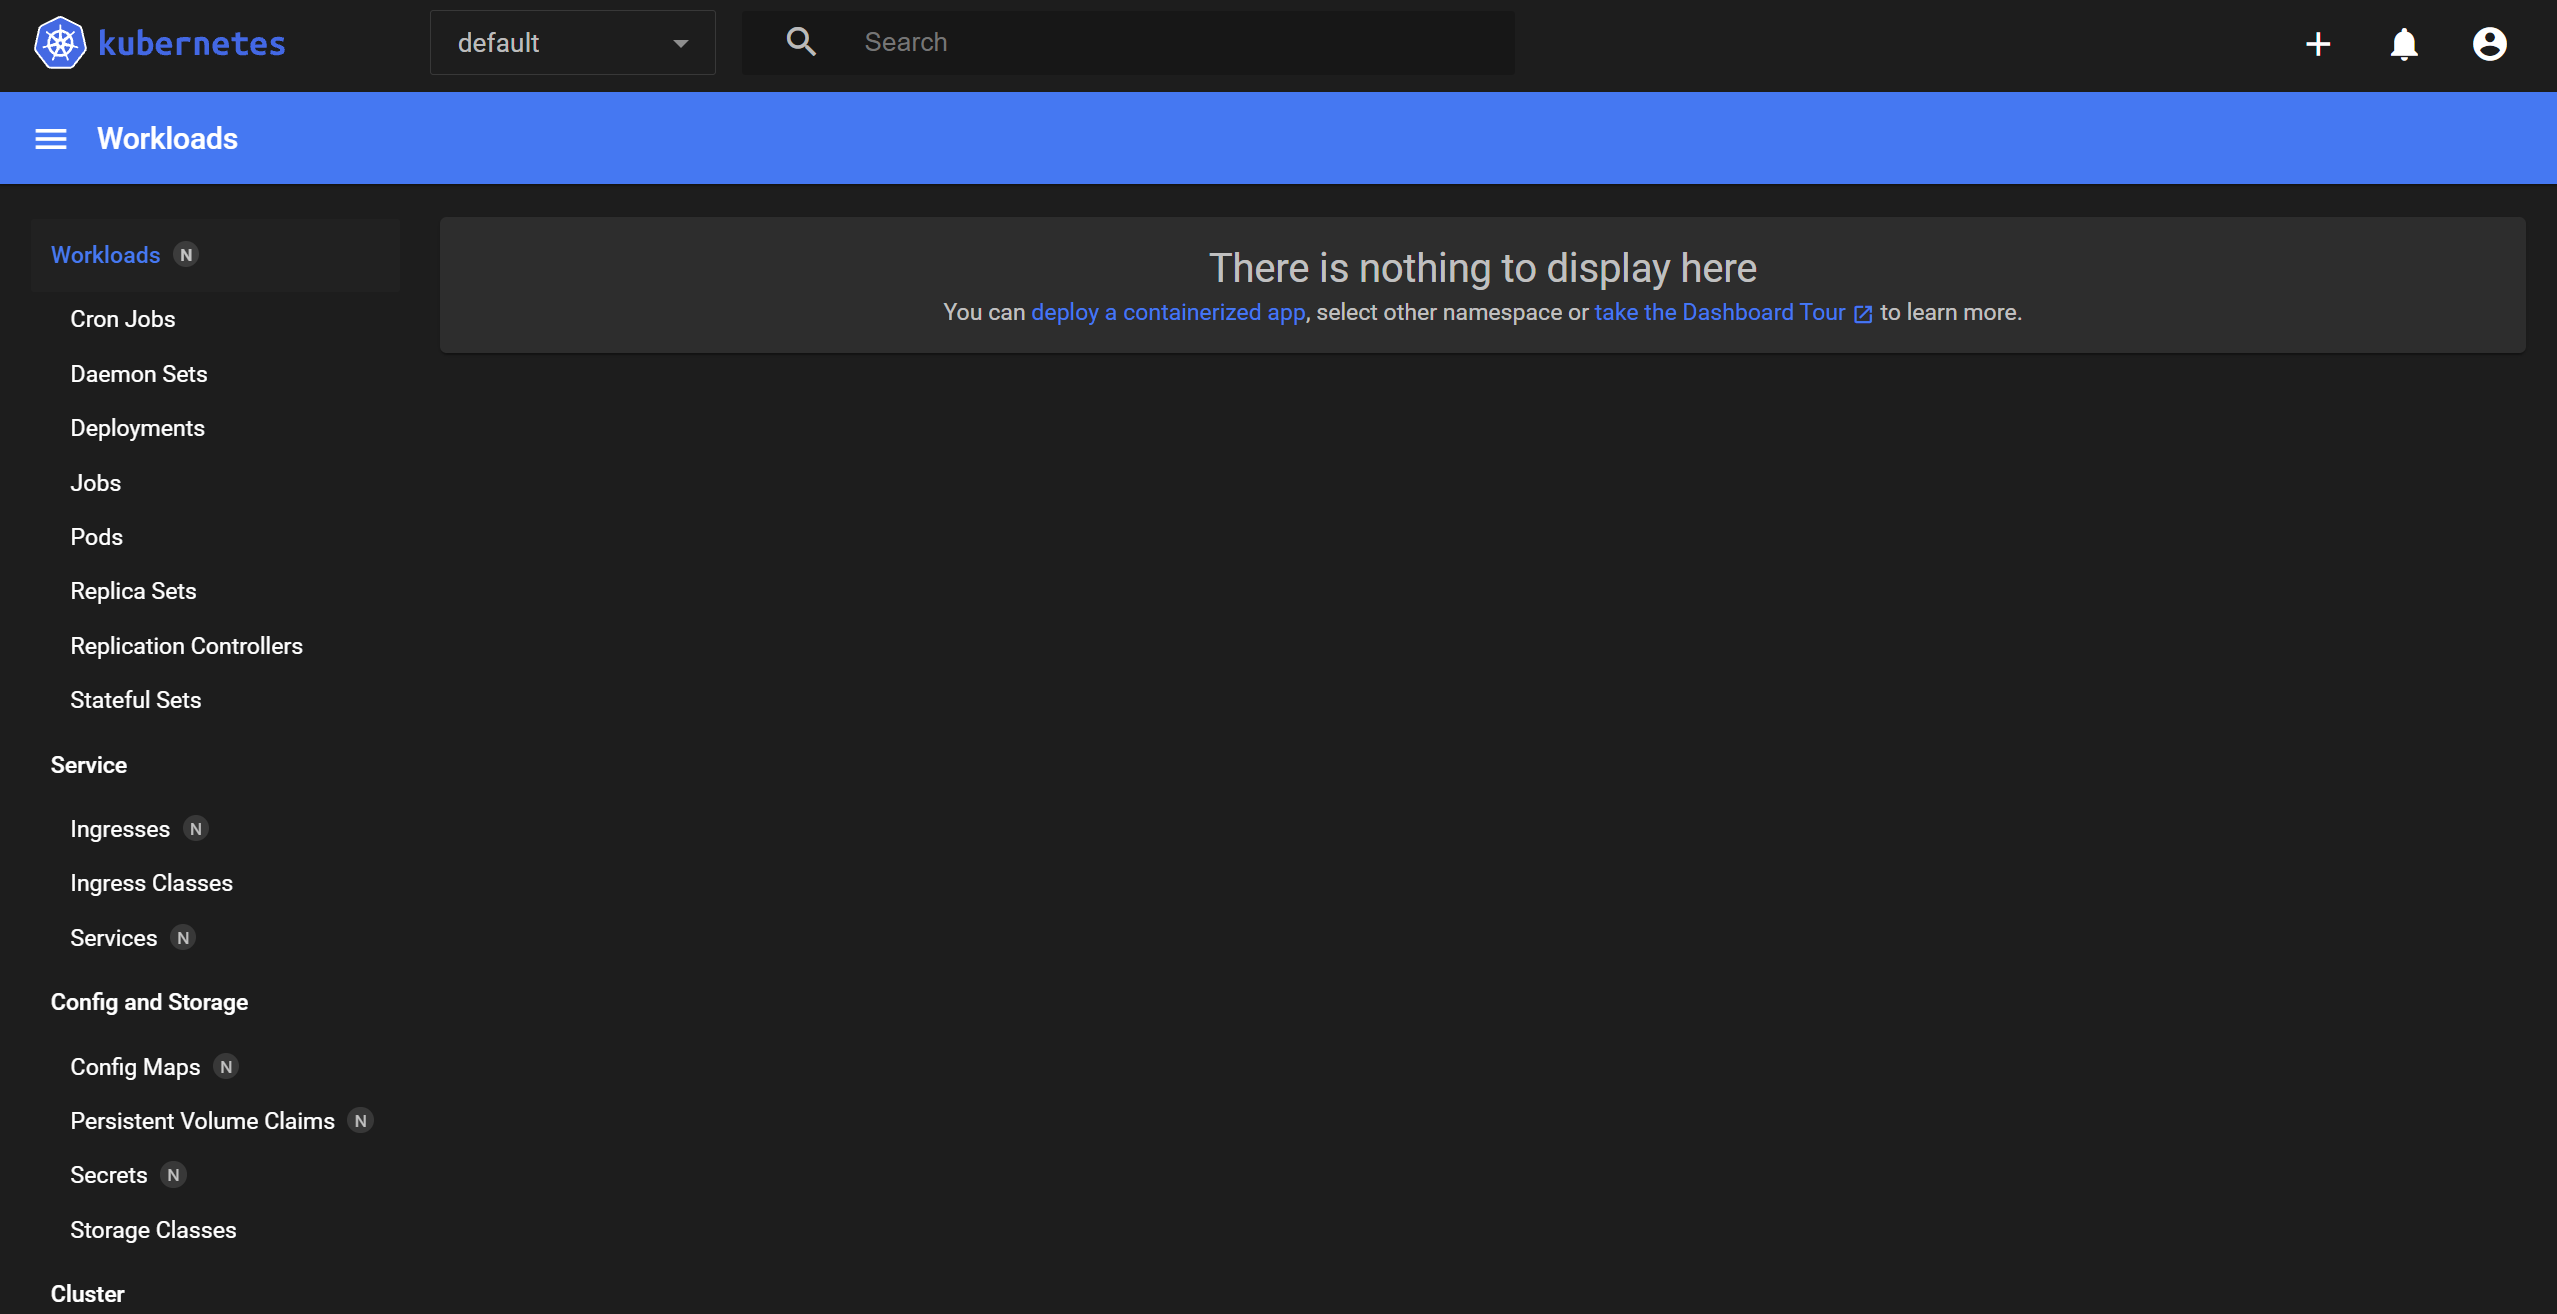 kubernetes
default
Search
Workloads
Workloads N
Cron Jobs
Daemon Sets
Deployments
Jobs
Pods
Replica Sets
Replication Controllers
Stateful Sets
Service
Ingresses N
Ingress Classes
Services N
Config and Storage
Config Maps N
Persistent Volume Claims N
Secrets N
Storage Classes
Cluster
There is nothing to display here
You can deploy a containerized app, select other namespace or take the Dashboard Tour to learn more.